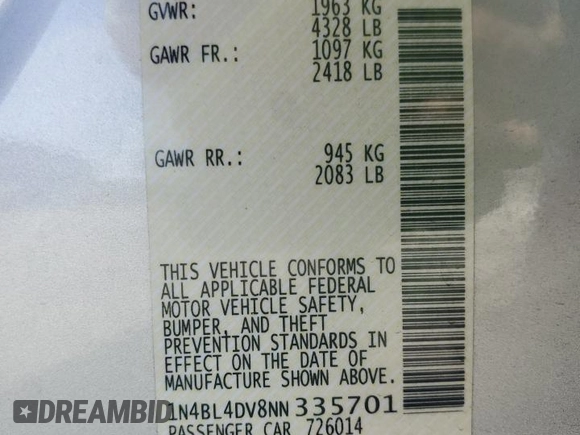 GVWR: 1963 KG
4328 LB
GAWR FR.: 1097 KG
2418 LB
GAWR RR.: 945 KG
2083 LB
THIS VEHICLE CONFORMS TO
ALL APPLICABLE FEDERAL
MOTOR VEHICLE SAFETY,
BUMPER, AND THEFT
PREVENTION STANDARDS IN
EFFECT ON THE DATE OF
MANUFACTURE SHOWN ABOVE.
1N4BL4DV8NN335701
PASSENGER CAR 726014
DREAMBID